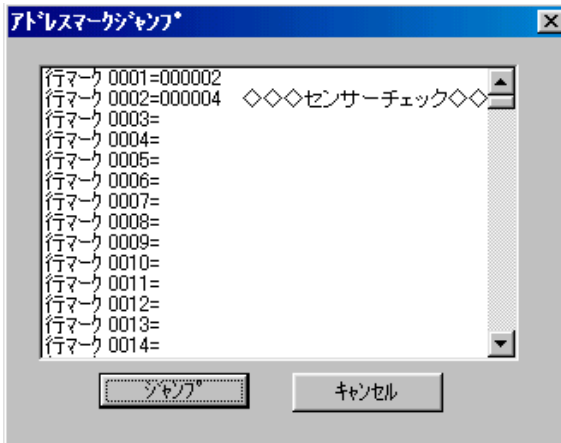 アドレスマークジャンプ
行マーク 0001=000002
行マーク 0002=000004 ◇◇◇センサーチェック◇◇
行マーク 0003=
行マーク 0004=
行マーク 0005=
行マーク 0006=
行マーク 0007=
行マーク 0008=
行マーク 0009=
行マーク 0010=
行マーク 0011=
行マーク 0012=
行マーク 0013=
行マーク 0014=
ジャンプ キャンセル